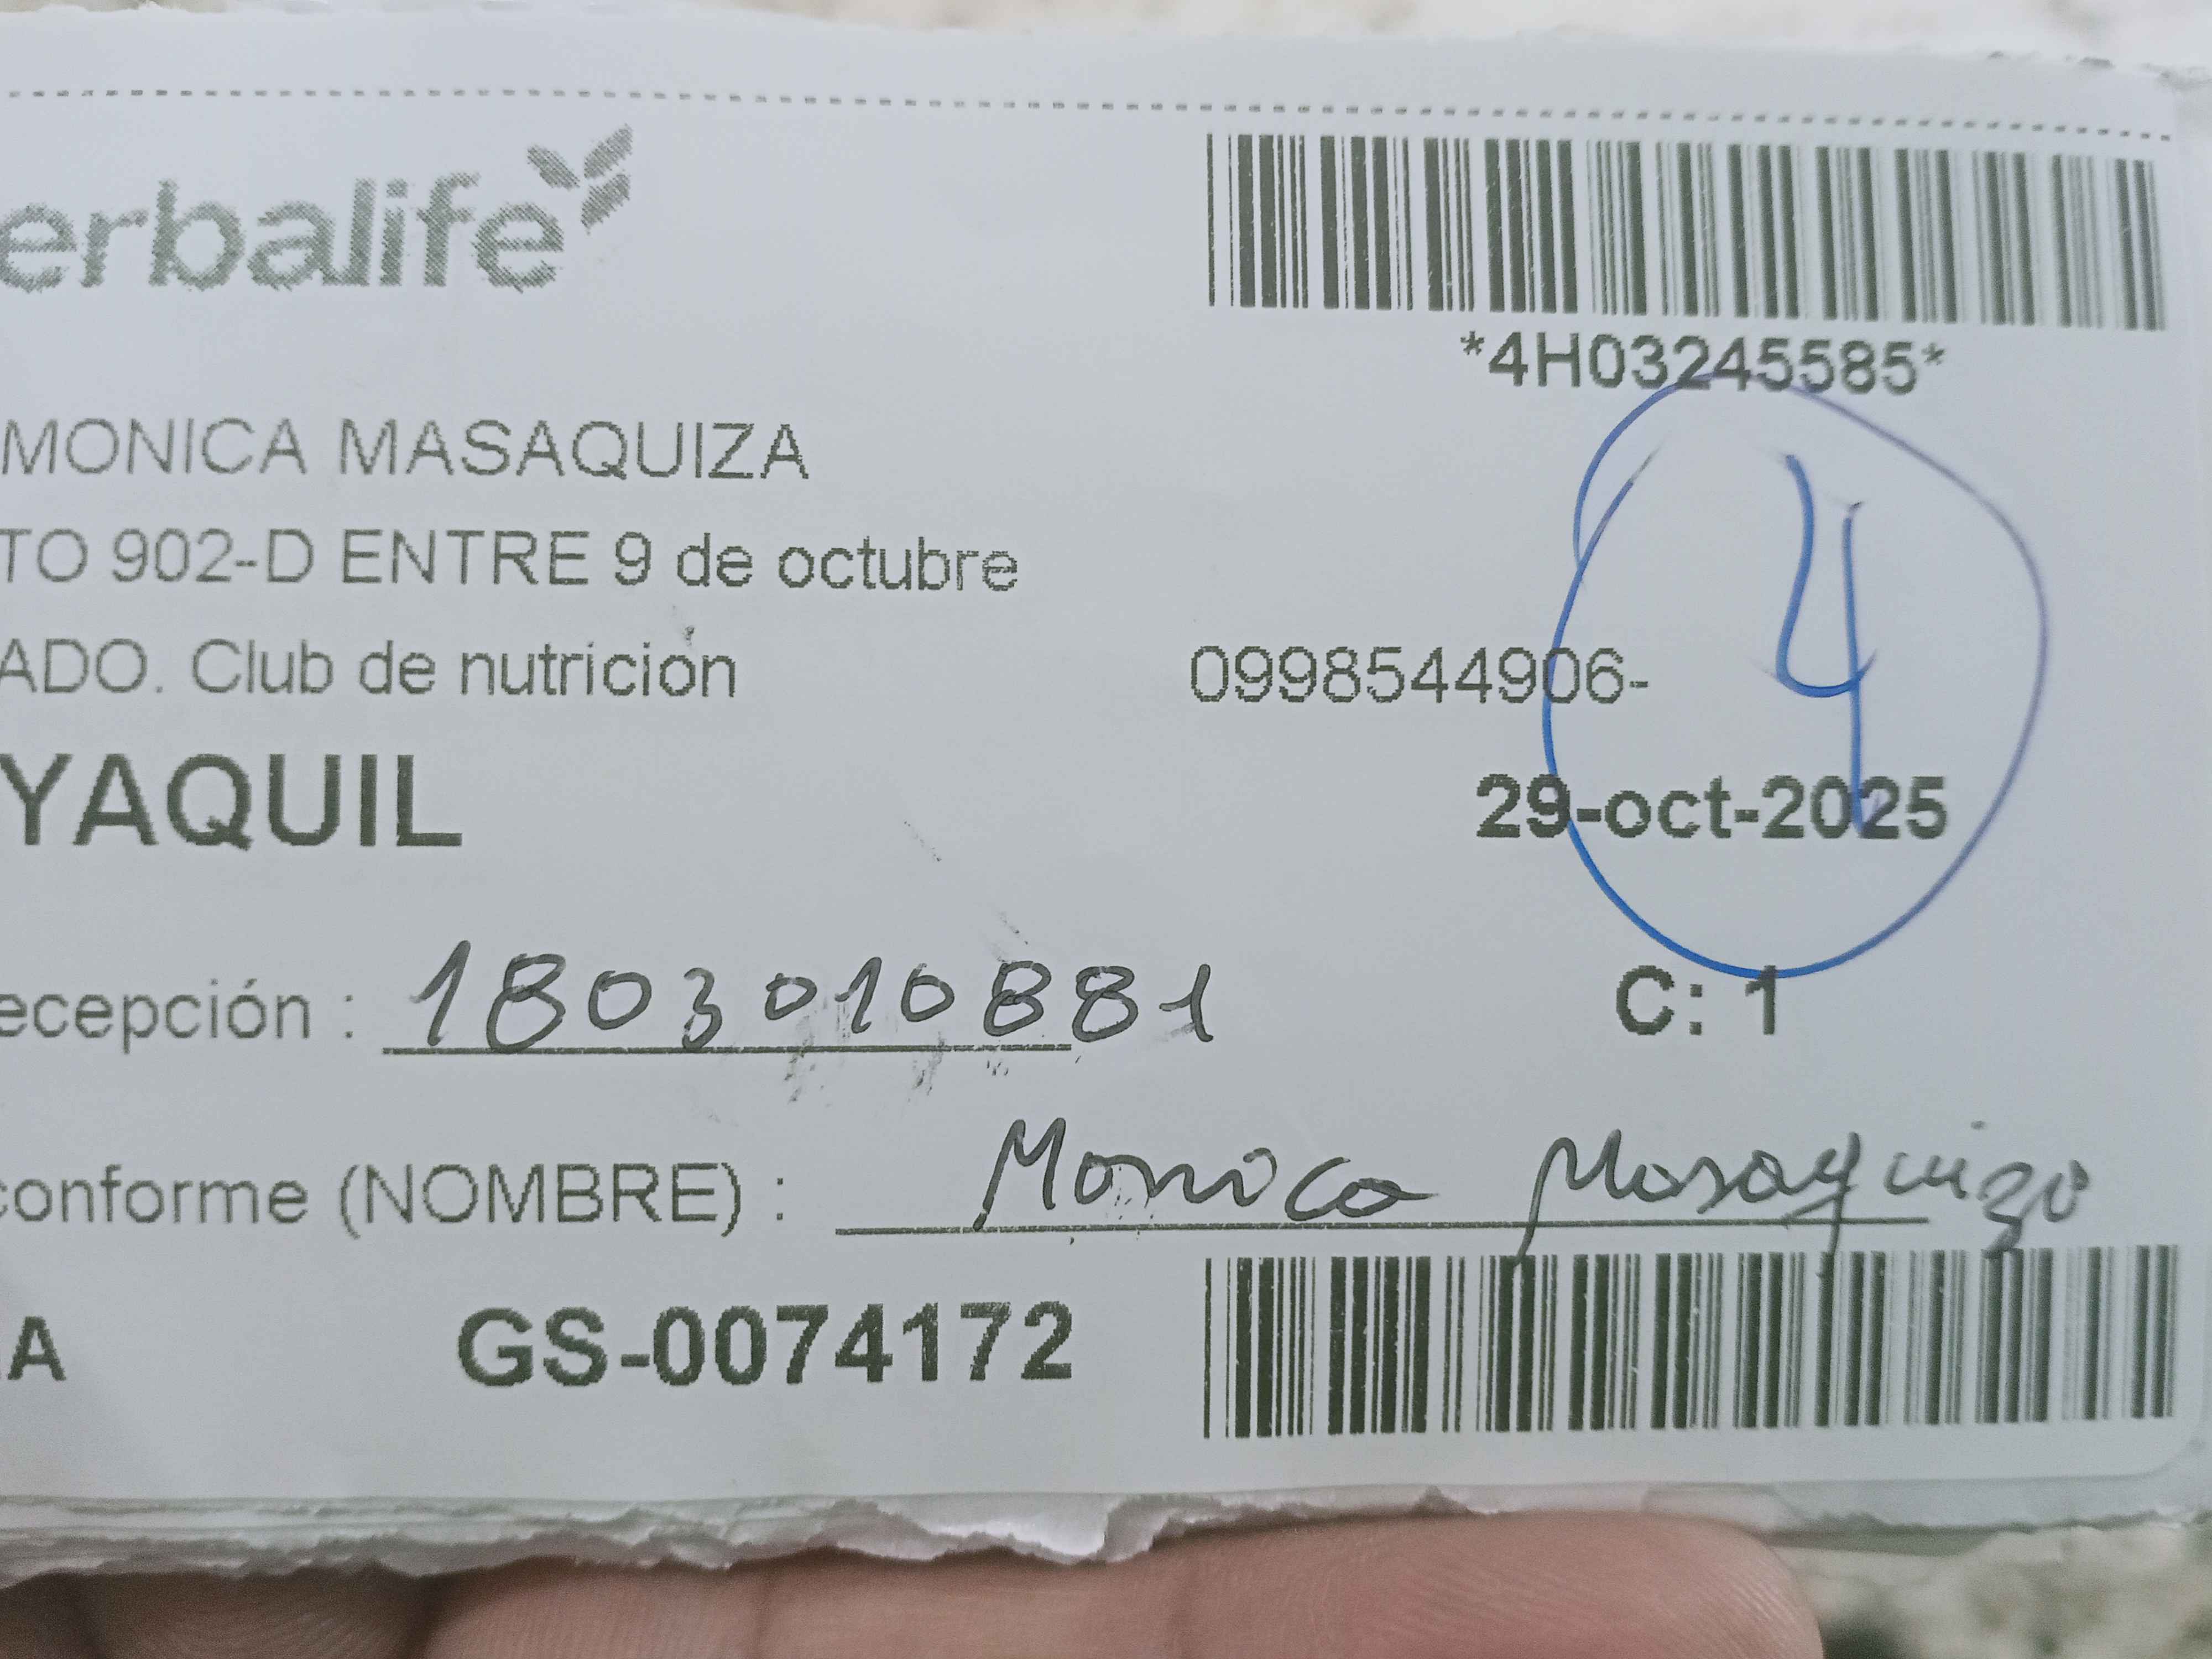 erbalife
*4H03245585*
MONICA MASAQUIZA
TO 902-D ENTRE 9 de octubre
ADO. Club de nutricion
0998544906-
4
YAQUIL
29-oct-2025
ecepción : 1803010881
C: 1
conforme (NOMBRE) : Monica Masaquiza
A
GS-0074172